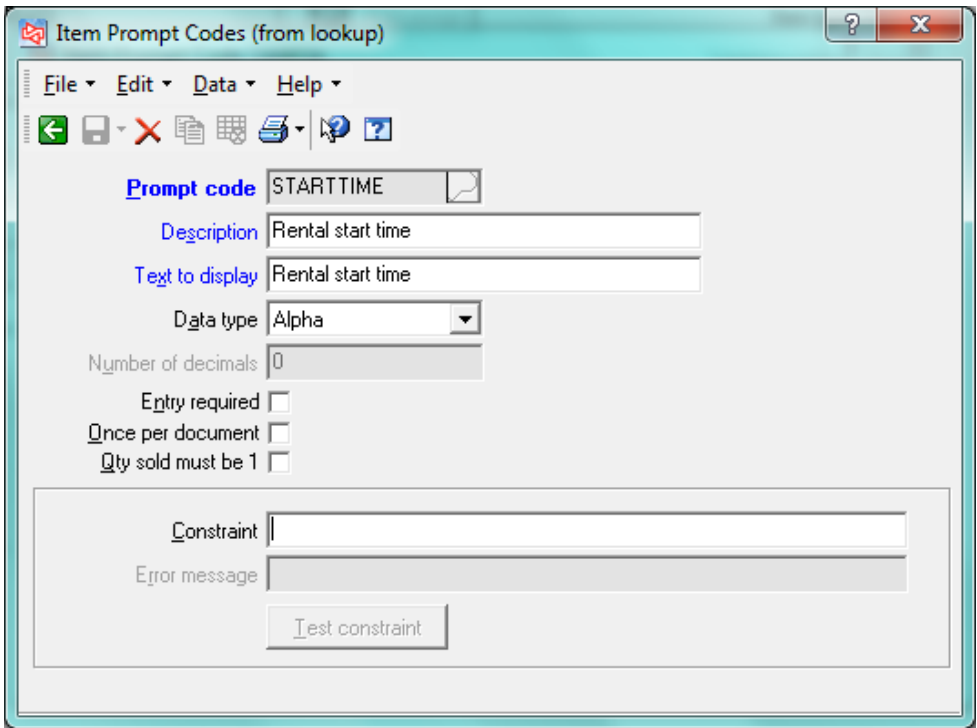 Item Prompt Codes (from lookup)
File Edit Data Help
Prompt code STARTTIME
Description Rental start time
Text to display Rental start time
Data type Alpha
Number of decimals 0
Entry required
Once per document
Qty sold must be 1
Constraint
Error message
Test constraint